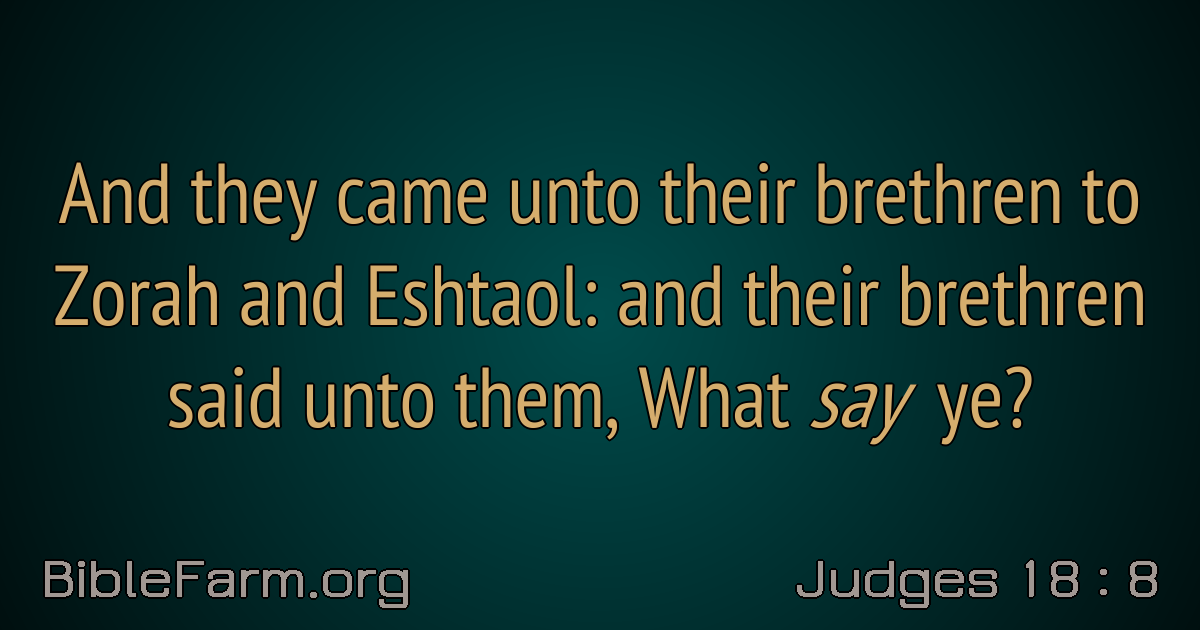 And they came unto their brethren to
Zorah and Eshtaol: and their brethren
said unto them, What say ye?
BibleFarm.org
Judges 18 : 8